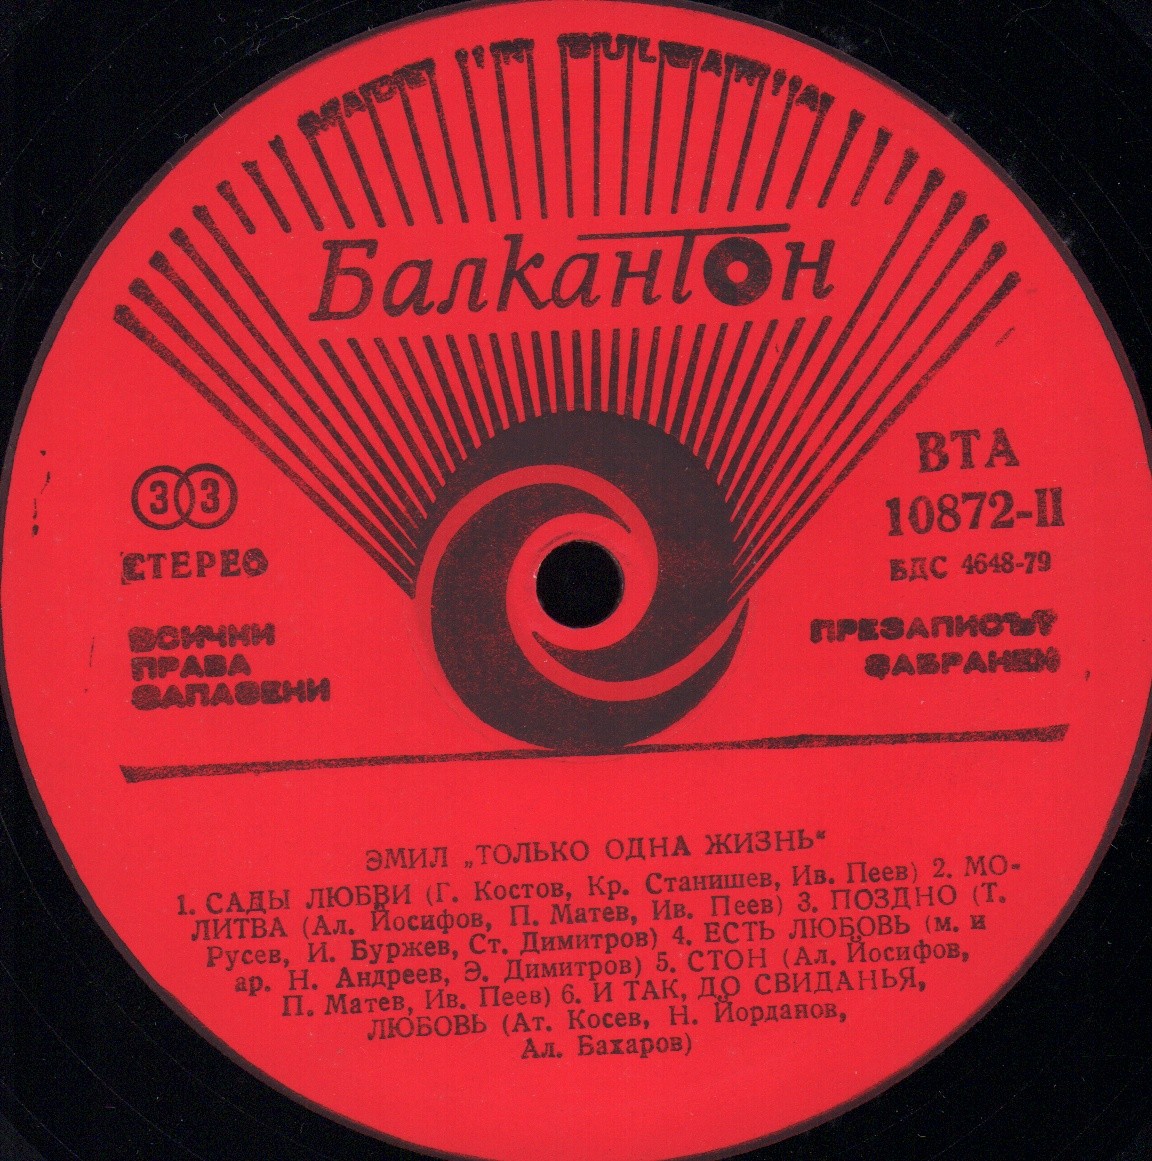 MADE IN BULGARIA
Балкантон
33
СТЕРЕО
ВСИЧКИ
ПРАВА
ЗАПАЗЕНИ
ВТА
10872-II
БДС 4648-79
ПРЕЗАПИСЪТ
ЗАБРАНЕН
ЭМИЛ „ТОЛЬКО ОДНА ЖИЗНЬ“
1. САДЫ ЛЮБВИ (Г. Костов, Кр. Станишев, Ив. Пеев) 2. МО-
ЛИТВА (Ал. Йосифов, П. Матев, Ив. Пеев) 3. ПОЗДНО (Т.
Русев, И. Буржев, Ст. Димитров) 4. ЕСТЬ ЛЮБОВЬ (м. и
ар. Н. Андреев, Э. Димитров) 5. СТОН (Ал. Йосифов,
П. Матев, Ив. Пеев) 6. И ТАК, ДО СВИДАНЬЯ,
ЛЮБОВЬ (Ат. Косев, Н. Йорданов,
Ал. Бахаров)